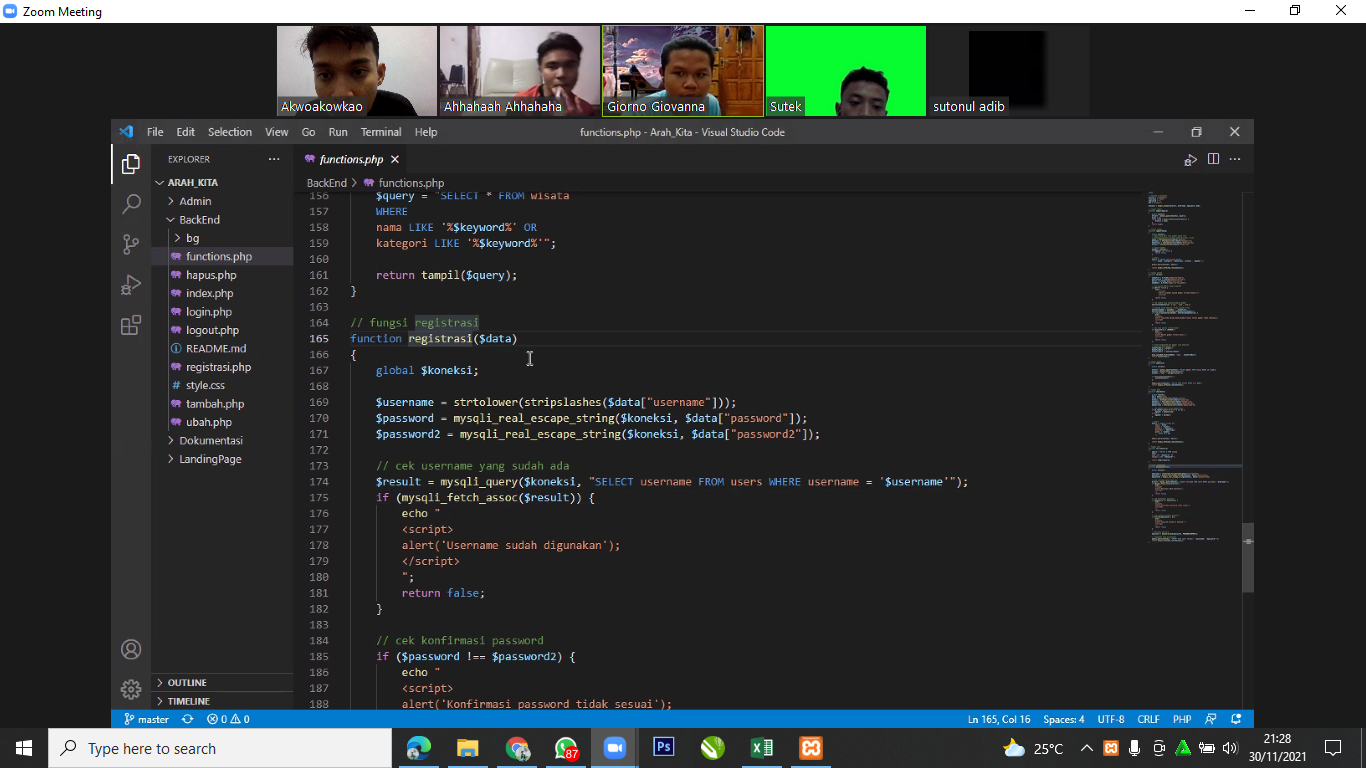 Zoom Meeting
Akwoakowkao
Ahhahaah Ahhahaha
Giorno Giovanna
Sutek
sutonul adib
File Edit Selection View Go Run Terminal Help
functions.php - Arah_Kita - Visual Studio Code
EXPLORER
functions.php
ARAH_KITA
Admin
BackEnd
bg
functions.php
hapus.php
index.php
login.php
logout.php
README.md
registrasi.php
style.css
tambah.php
ubah.php
Dokumentasi
LandingPage
OUTLINE
TIMELINE
BackEnd > functions.php
156 $query = "SELECT * FROM wisata
157 WHERE
158 nama LIKE '%$keyword%' OR
159 kategori LIKE '%$keyword%'";
160
161 return tampil($query);
162 }
163
164 // fungsi registrasi
165 function registrasi($data)
166 {
167 global $koneksi;
168
169 $username = strtolower(stripslashes($data["username"]));
170 $password = mysqli_real_escape_string($koneksi, $data["password"]);
171 $password2 = mysqli_real_escape_string($koneksi, $data["password2"]);
172
173 // cek username yang sudah ada
174 $result = mysqli_query($koneksi, "SELECT username FROM users WHERE username = '$username'");
175 if (mysqli_fetch_assoc($result)) {
176 echo "
177 <script>
178 alert('Username sudah digunakan');
179 </script>
180 ";
181 return false;
182 }
183
184 // cek konfirmasi password
185 if ($password !== $password2) {
186 echo "
187 <script>
188 alert('Konfirmasi password tidak sesuai');
master 0 0
Ln 165, Col 16 Spaces: 4 UTF-8 CRLF PHP
Type here to search
87
Ps
25°C
21:28
30/11/2021